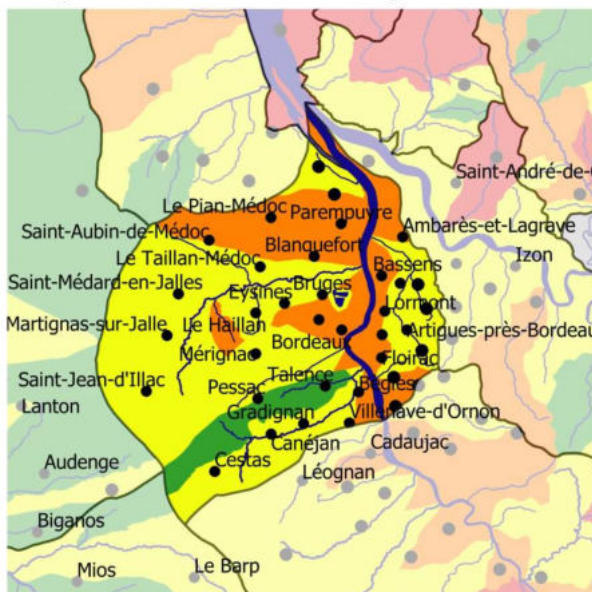 Saint-André-de-C
Le Pian-Médoc
Parempuyre
Saint-Aubin-de-Médoc
Ambarès-et-Lagrave
Blanquefort
Izon
Le Taillan-Médoc
Bassens
Saint-Médard-en-Jalles
Eysines
Bruges
Lormont
Martignas-sur-Jalle
Le Haillan
Artigues-près-Bordeau
Bordeaux
Mérignac
Floirac
Saint-Jean-d'Illac
Talence
Pessac
Bègles
Lanton
Gradignan
Villenave-d'Ornon
Canéjan
Cadaujac
Audenge
Cestas
Léognan
Biganos
Mios
Le Barp